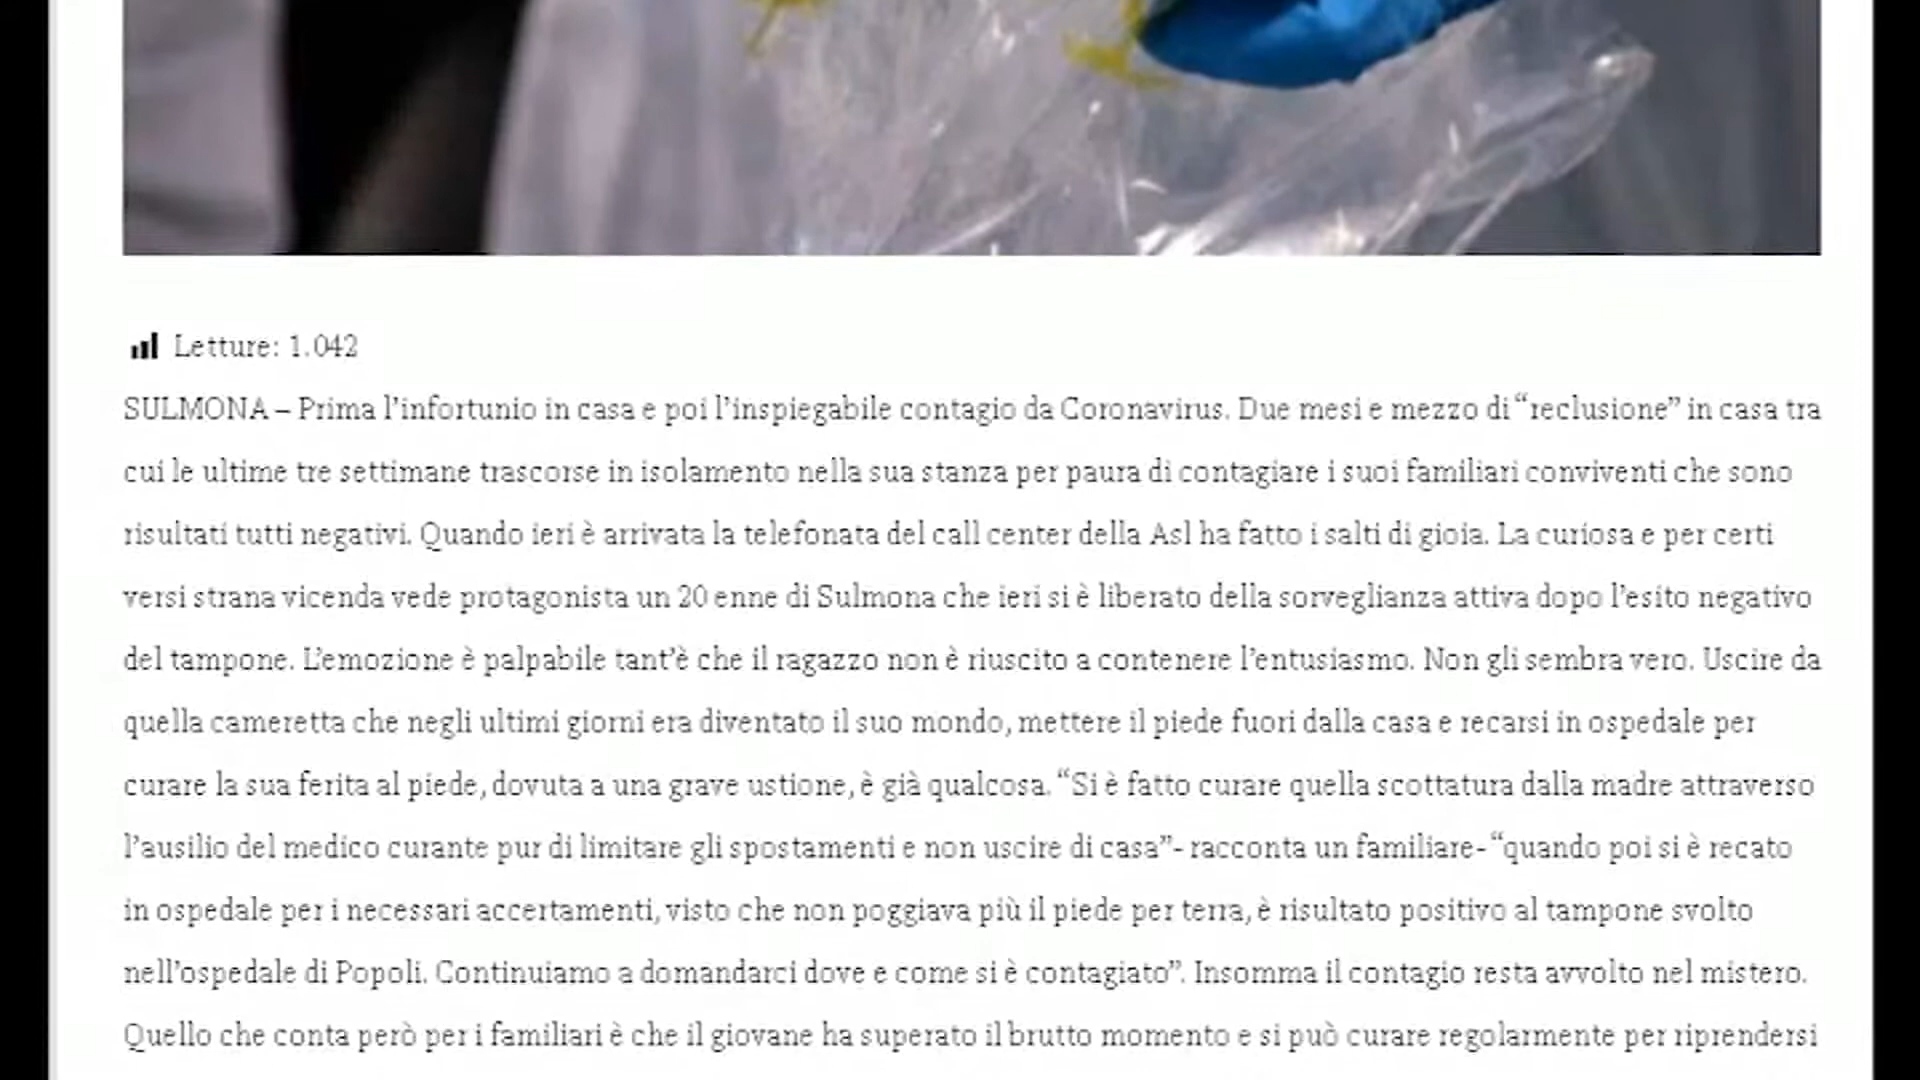 Letture: 1.042
SULMONA – Prima l’infortunio in casa e poi l’inspiegabile contagio da Coronavirus. Due mesi e mezzo di “reclusione” in casa tra
cui le ultime tre settimane trascorse in isolamento nella sua stanza per paura di contagiare i suoi familiari conviventi che sono
risultati tutti negativi. Quando ieri è arrivata la telefonata del call center della Asl ha fatto i salti di gioia. La curiosa e per certi
versi strana vicenda vede protagonista un 20 enne di Sulmona che ieri si è liberato della sorveglianza attiva dopo l’esito negativo
del tampone. L’emozione è palpabile tant’è che il ragazzo non è riuscito a contenere l’entusiasmo. Non gli sembra vero. Uscire da
quella cameretta che negli ultimi giorni era diventato il suo mondo, mettere il piede fuori dalla casa e recarsi in ospedale per
curare la sua ferita al piede, dovuta a una grave ustione, è già qualcosa. “Si è fatto curare quella scottatura dalla madre attraverso
l’ausilio del medico curante pur di limitare gli spostamenti e non uscire di casa”- racconta un familiare- “quando poi si è recato
in ospedale per i necessari accertamenti, visto che non poggiava più il piede per terra, è risultato positivo al tampone svolto
nell’ospedale di Popoli. Continuiamo a domandarci dove e come si è contagiato”. Insomma il contagio resta avvolto nel mistero.
Quello che conta però per i familiari è che il giovane ha superato il brutto momento e si può curare regolarmente per riprendersi